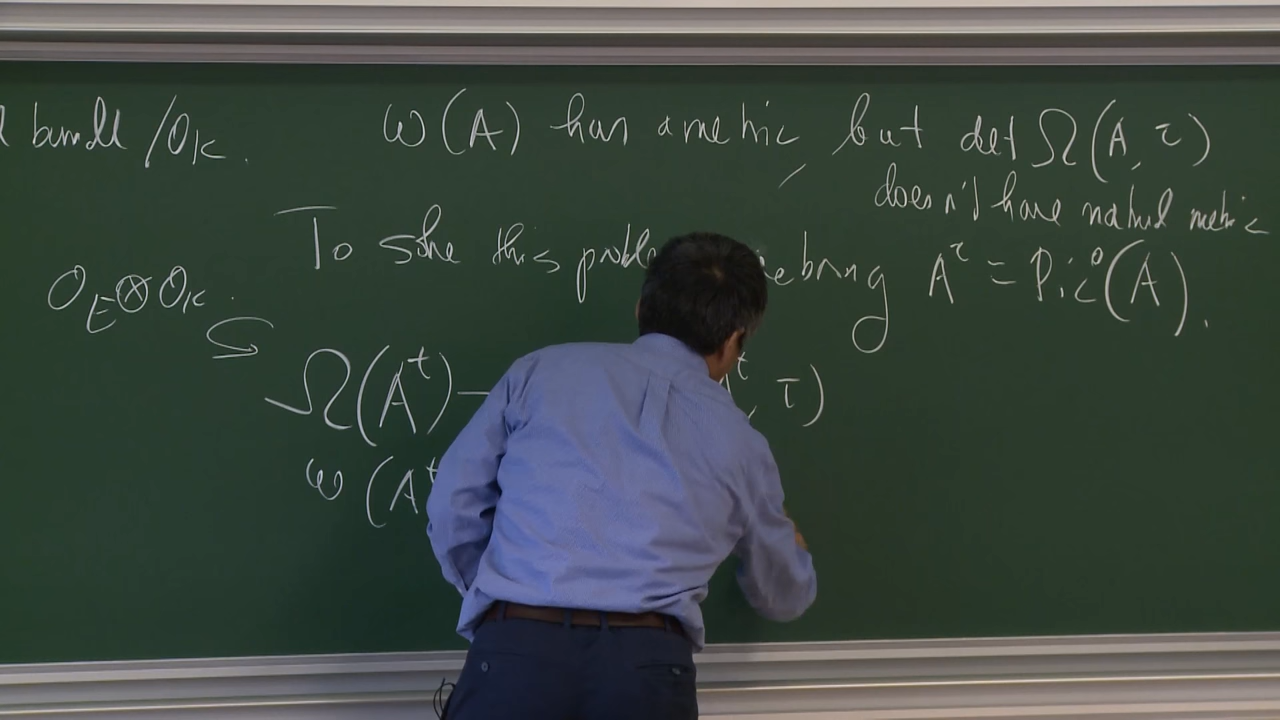 bundle /O_K.
ω(A) has a metric, but det Ω(A, τ)
doesn't have natural metric
To solve this proble bring A^t = Pic^0(A).
O_E⊗O_K.
Ω(A^t) – A^t, τ)
ω(A^t